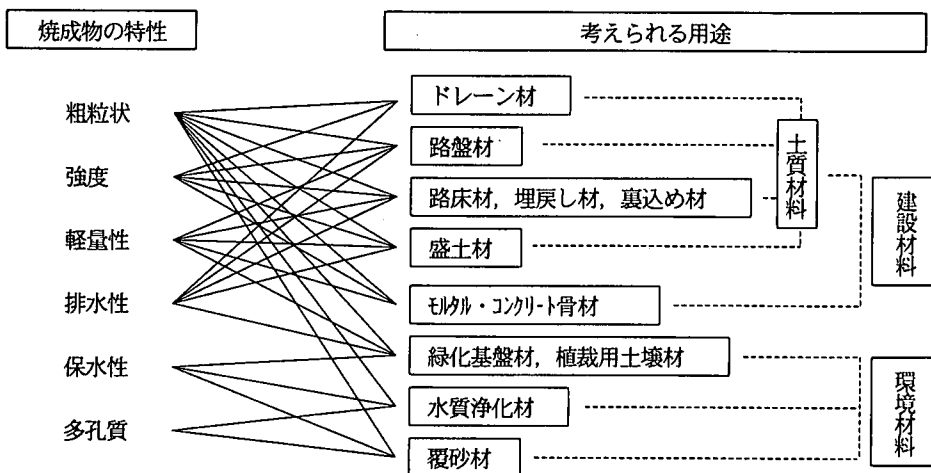 焼成物の特性
考えられる用途
粗粒状
強度
軽量性
排水性
保水性
多孔質
ドレーン材
路盤材
路床材，埋戻し材，裏込め材
盛土材
ﾓﾙﾀﾙ・ｺﾝｸﾘｰﾄ骨材
緑化基盤材，植栽用土壌材
水質浄化材
覆砂材
土質材料
建設材料
環境材料